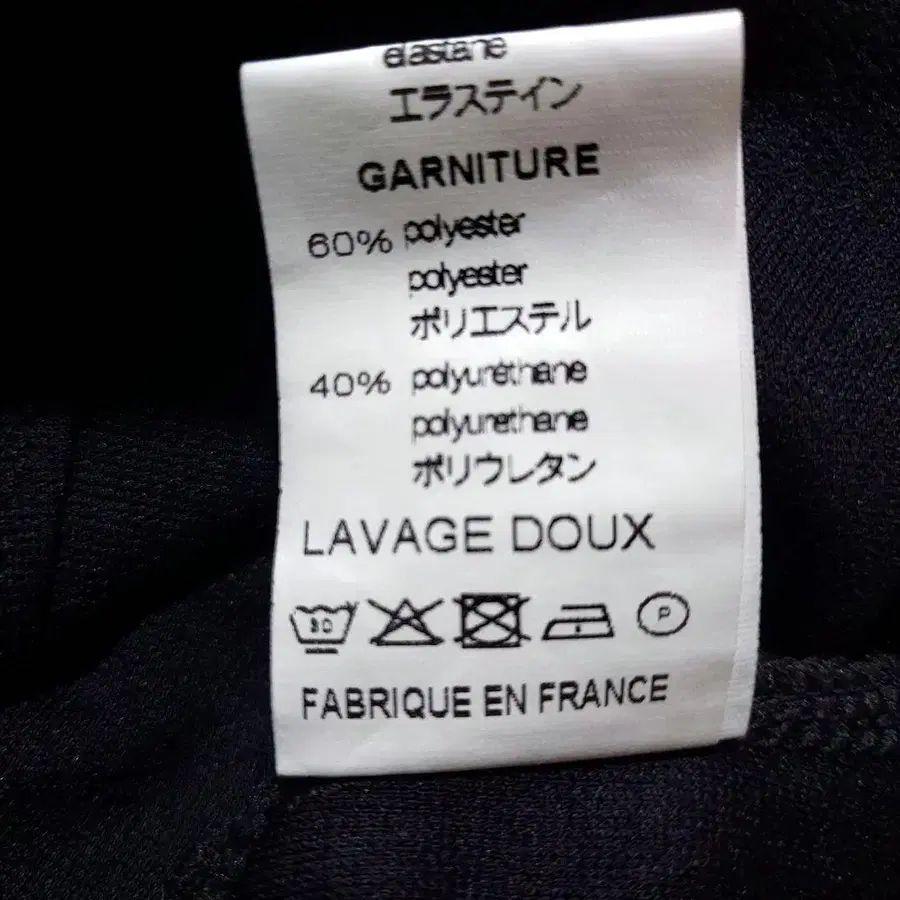 elastane
エラステイン
GARNITURE
60% polyester
polyester
ポリエステル
40% polyuréthane
polyurethane
ポリウレタン
LAVAGE DOUX
30 P
FABRIQUE EN FRANCE